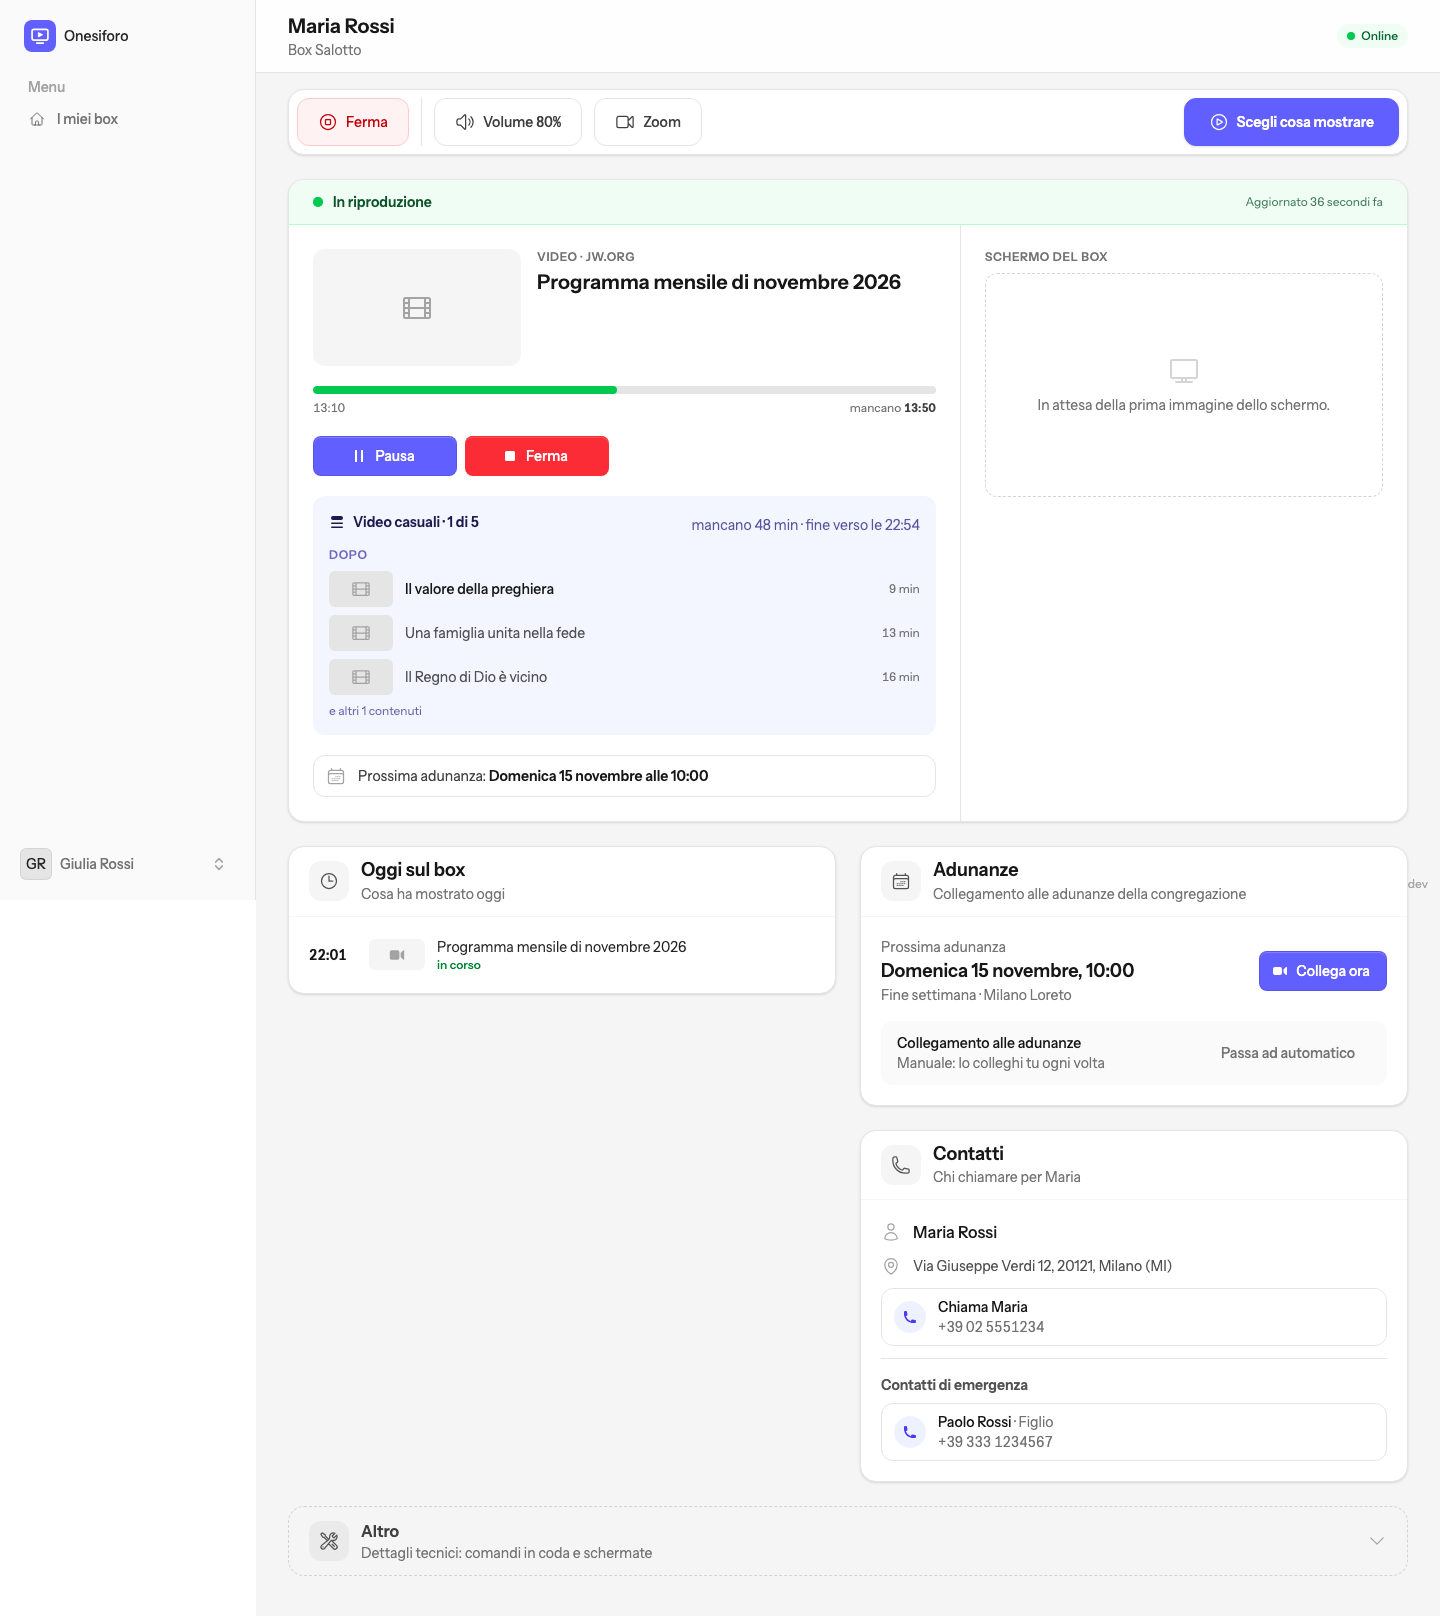 Onesiforo
Menu
I miei box
GR Giulia Rossi
Maria Rossi
Box Salotto
Online
Ferma
Volume 80%
Zoom
Scegli cosa mostrare
In riproduzione
Aggiornato 36 secondi fa
VIDEO · JW.ORG
Programma mensile di novembre 2026
13:10
mancano 13:50
Pausa
Ferma
Video casuali · 1 di 5
mancano 48 min · fine verso le 22:54
DOPO
Il valore della preghiera
9 min
Una famiglia unita nella fede
13 min
Il Regno di Dio è vicino
16 min
e altri 1 contenuti
Prossima adunanza: Domenica 15 novembre alle 10:00
SCHERMO DEL BOX
In attesa della prima immagine dello schermo.
Oggi sul box
Cosa ha mostrato oggi
22:01
Programma mensile di novembre 2026
in corso
Adunanze
Collegamento alle adunanze della congregazione
dev
Prossima adunanza
Domenica 15 novembre, 10:00
Fine settimana · Milano Loreto
Collega ora
Collegamento alle adunanze
Manuale: lo colleghi tu ogni volta
Passa ad automatico
Contatti
Chi chiamare per Maria
Maria Rossi
Via Giuseppe Verdi 12, 20121, Milano (MI)
Chiama Maria
+39 02 5551234
Contatti di emergenza
Paolo Rossi · Figlio
+39 333 1234567
Altro
Dettagli tecnici: comandi in coda e schermate